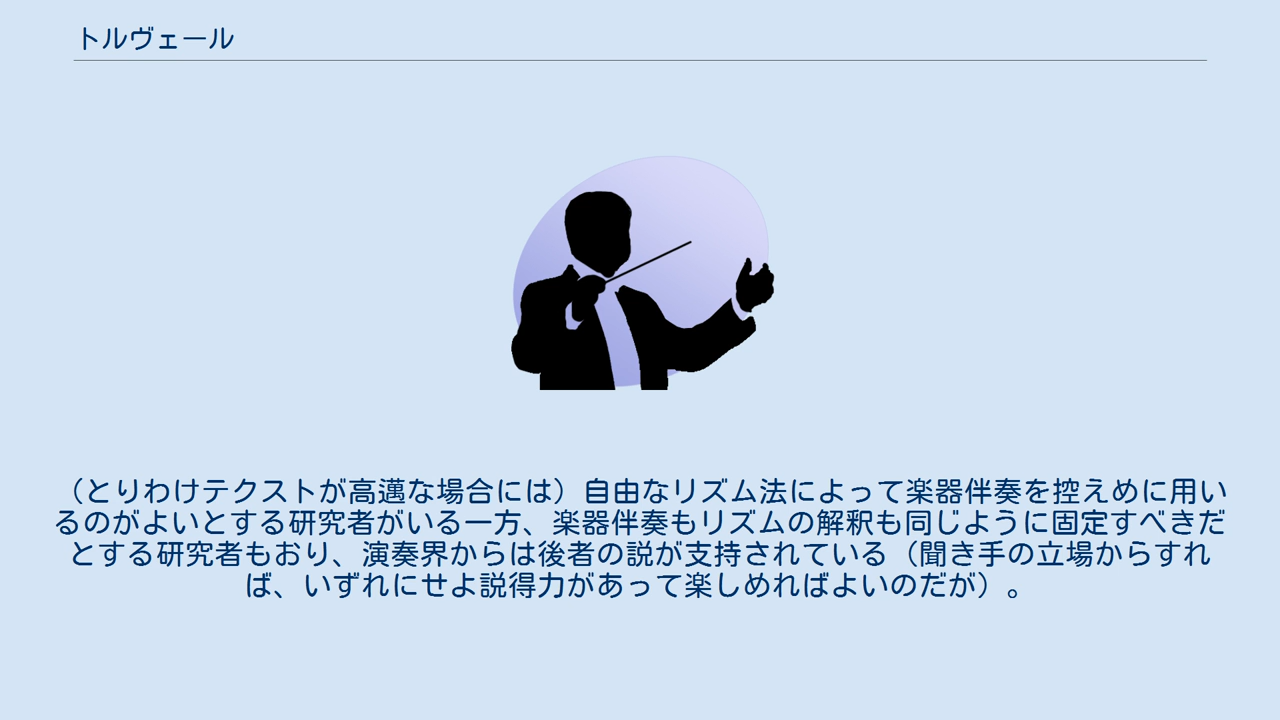 トルヴェール
（とりわけテクストが高邁な場合には）自由なリズム法によって楽器伴奏を控えめに用い
るのがよいとする研究者がいる一方、楽器伴奏もリズムの解釈も同じように固定すべきだ
とする研究者もおり、演奏界からは後者の説が支持されている（聞き手の立場からすれ
ば、いずれにせよ説得力があって楽しめればよいのだが）。